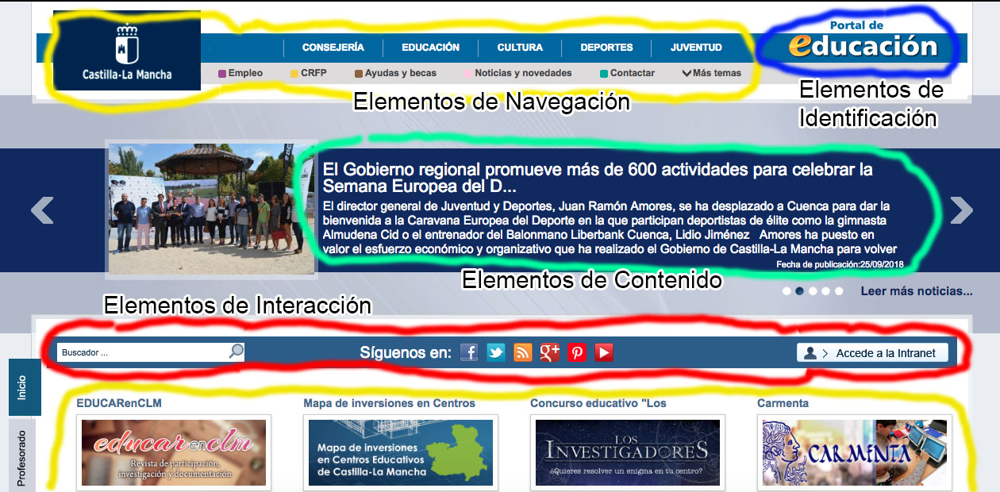 Portal de
educación
Castilla-La Mancha
CONSEJERÍA EDUCACIÓN CULTURA DEPORTES JUVENTUD
Empleo CRFP Ayudas y becas Noticias y novedades Contactar Más temas
Elementos de Navegación
Elementos de
Identificación
El Gobierno regional promueve más de 600 actividades para celebrar la
Semana Europea del D...
El director general de Juventud y Deportes, Juan Ramón Amores, se ha desplazado a Cuenca para dar la
bienvenida a la Caravana Europea del Deporte en la que participan deportistas de élite como la gimnasta
Almudena Cid o el entrenador del Balonmano Liberbank Cuenca, Lidio Jiménez Amores ha puesto en
valor el esfuerzo económico y organizativo que ha realizado el Gobierno de Castilla-La Mancha para volver
Fecha de publicación:25/09/2018
Elementos de Contenido
Leer más noticias...
Elementos de Interacción
Buscador ... Síguenos en: f g+ Accede a la Intranet
Inicio
Profesorado
EDUCARenCLM Mapa de inversiones en Centros Concurso educativo "Los Carmenta
educar en clm
Revista de participación,
investigación y documentación
Mapa de inversiones
en Centros Educativos
de Castilla-La Mancha
LOS
INVESTIGADORES
¿Quieres resolver un enigma en tu centro?
CARMENTA